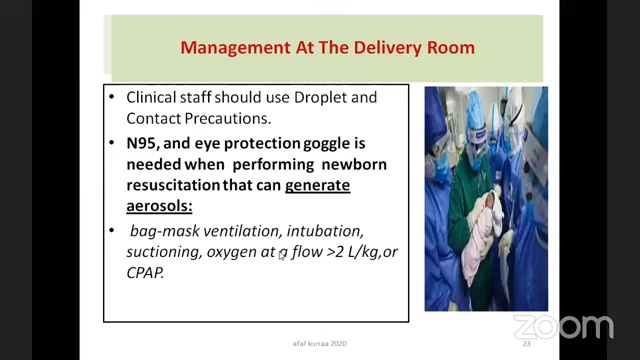 Management At The Delivery Room
• Clinical staff should use Droplet and
Contact Precautions.
• N95, and eye protection goggle is
needed when performing newborn
resuscitation that can generate
aerosols:
• bag-mask ventilation, intubation,
suctioning, oxygen at a flow >2 L/kg,or
CPAP.
afaf korraa 2020
23
zoom